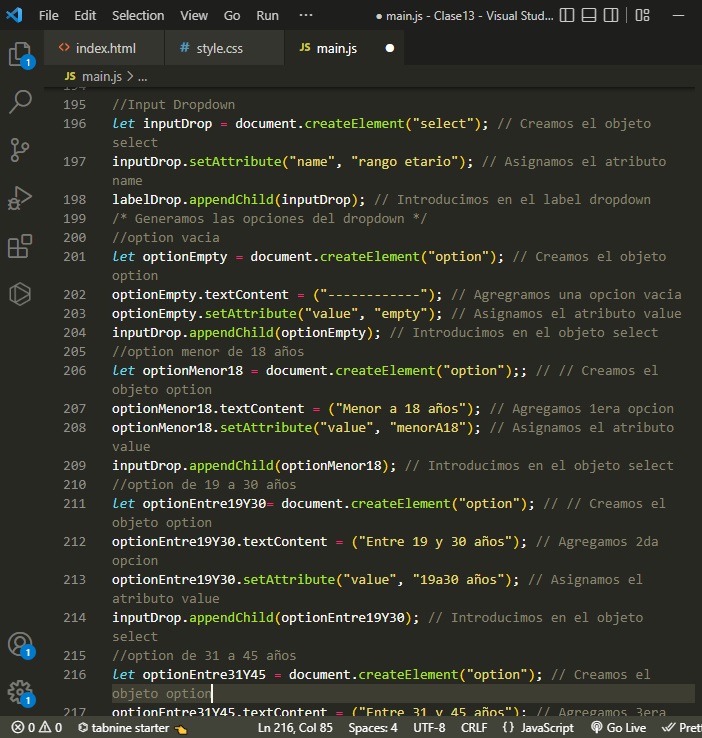 File Edit Selection View Go Run ··· ● main.js - Clase13 - Visual Stud...
index.html style.css JS main.js ●
JS main.js > ...
194
195 //Input Dropdown
196 let inputDrop = document.createElement("select"); // Creamos el objeto
select
197 inputDrop.setAttribute("name", "rango etario"); // Asignamos el atributo
name
198 labelDrop.appendChild(inputDrop); // Introducimos en el label dropdown
199 /* Generamos las opciones del dropdown */
200 //option vacia
201 let optionEmpty = document.createElement("option"); // Creamos el objeto
option
202 optionEmpty.textContent = ("------------"); // Agregramos una opcion vacia
203 optionEmpty.setAttribute("value", "empty"); // Asignamos el atributo value
204 inputDrop.appendChild(optionEmpty); // Introducimos en el objeto select
205 //option menor de 18 años
206 let optionMenor18 = document.createElement("option");; // // Creamos el
objeto option
207 optionMenor18.textContent = ("Menor a 18 años"); // Agregamos 1era opcion
208 optionMenor18.setAttribute("value", "menorA18"); // Asignamos el atributo
value
209 inputDrop.appendChild(optionMenor18); // Introducimos en el objeto select
210 //option de 19 a 30 años
211 let optionEntre19Y30= document.createElement("option"); // // Creamos el
objeto option
212 optionEntre19Y30.textContent = ("Entre 19 y 30 años"); // Agregamos 2da
opcion
213 optionEntre19Y30.setAttribute("value", "19a30 años"); // Asignamos el
atributo value
214 inputDrop.appendChild(optionEntre19Y30); // Introducimos en el objeto
select
215 //option de 31 a 45 años
216 let optionEntre31Y45 = document.createElement("option"); // Creamos el
objeto option
217 optionEntre31Y45.textContent = ("Entre 31 y 45 años"); // Agregamos 3era
0 0 tabnine starter Ln 216, Col 85 Spaces: 4 UTF-8 CRLF {} JavaScript Go Live Pret
1
1
1